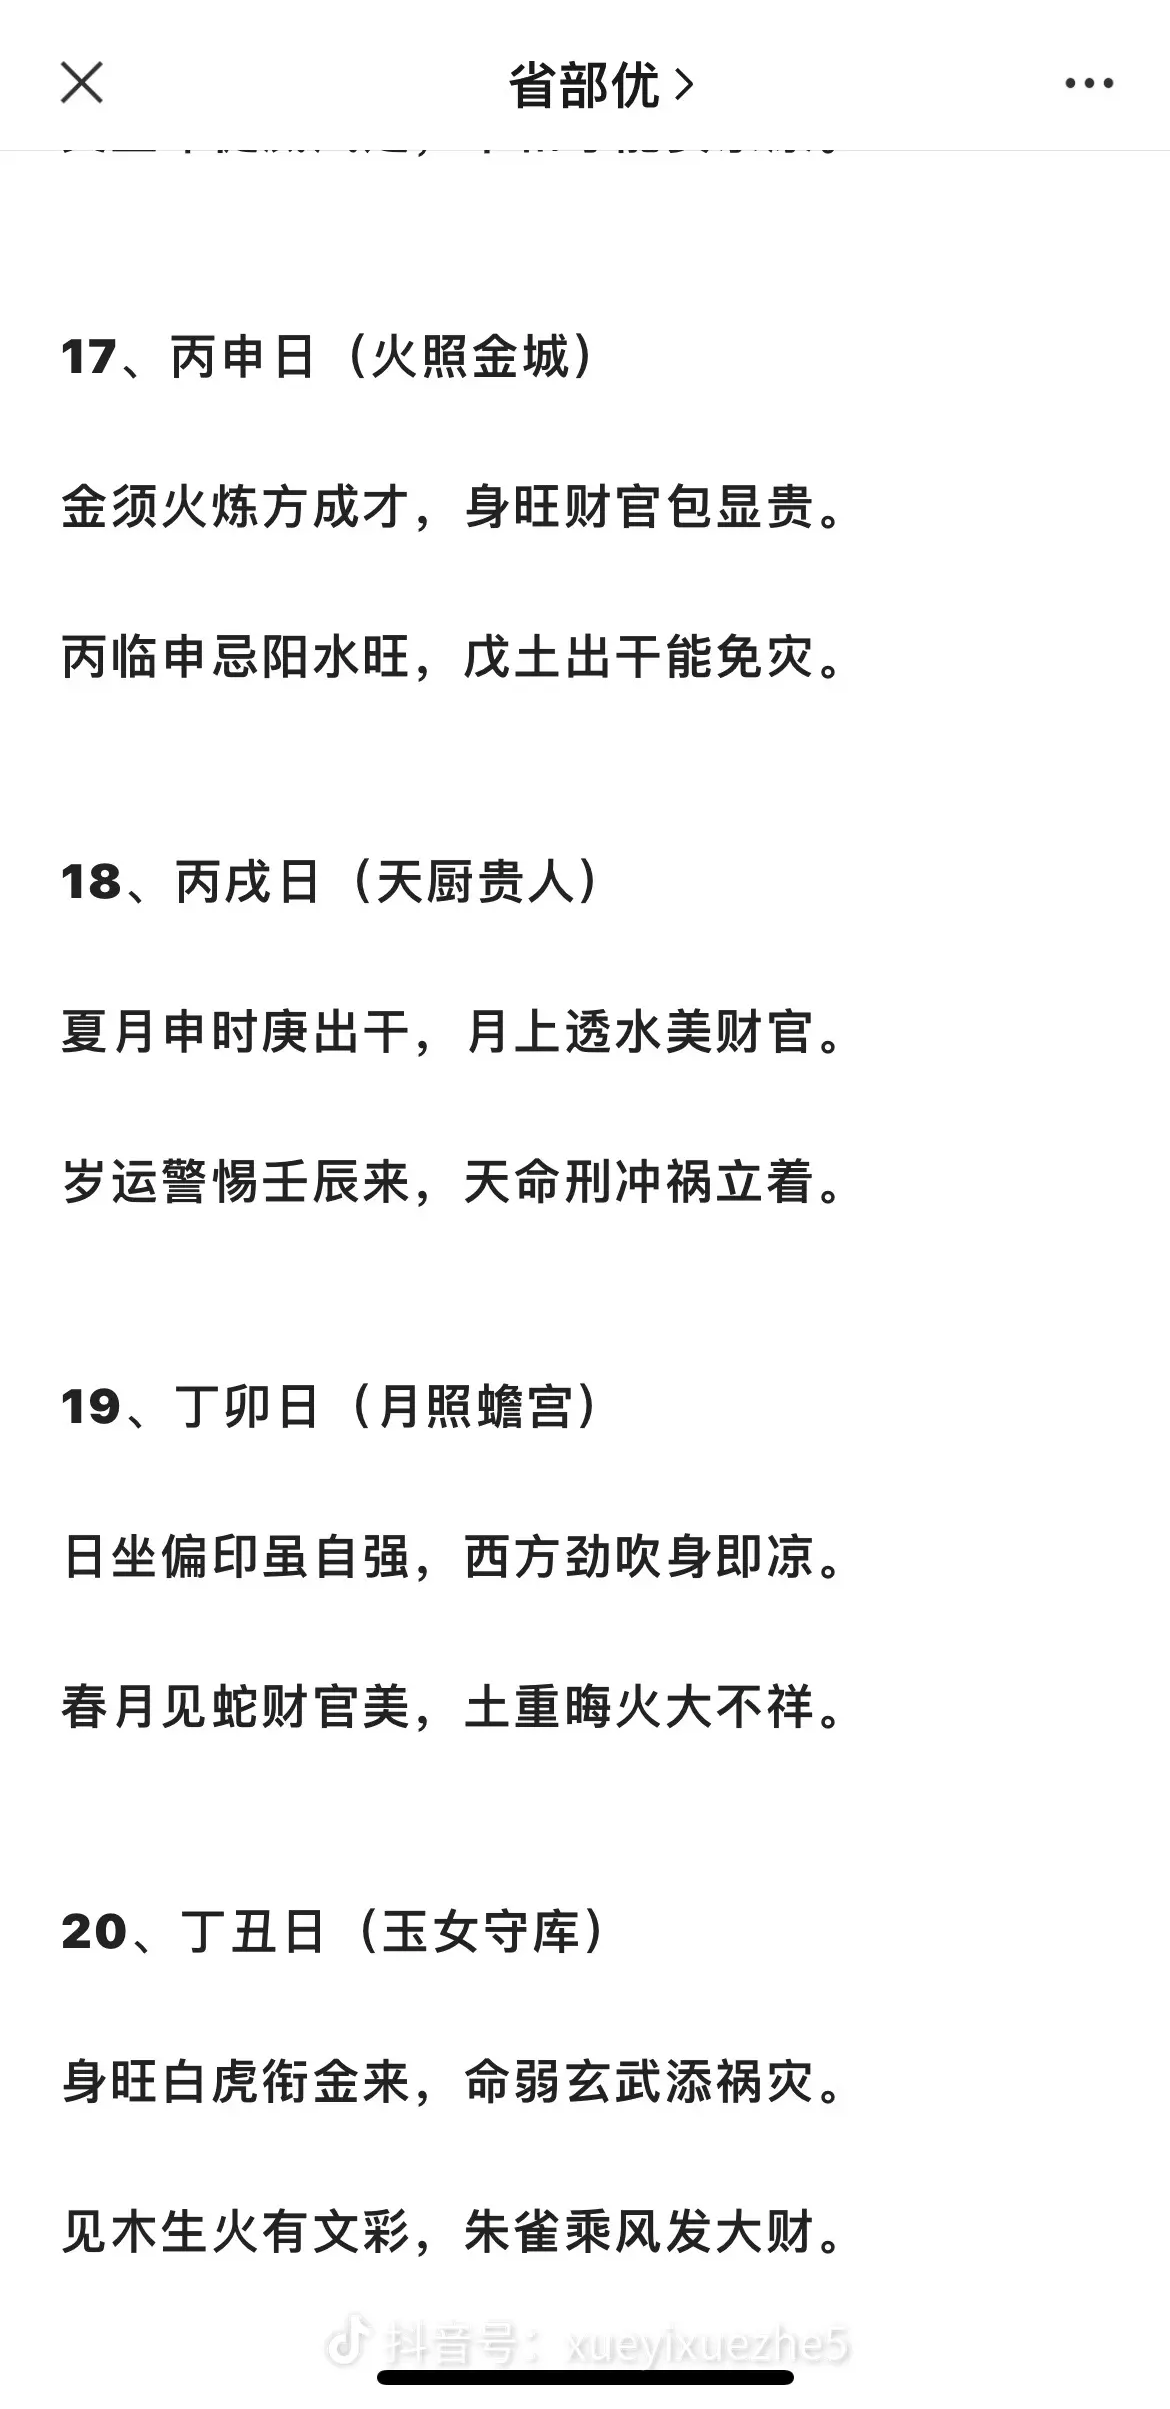 省部优
17、丙申日（火照金城）
金须火炼方成才，身旺财官包显贵。
丙临申忌阳水旺，戊土出干能免灾。
18、丙戌日（天厨贵人）
夏月申时庚出干，月上透水美财官。
岁运警惕壬辰来，天命刑冲祸立着。
19、丁卯日（月照蟾宫）
日坐偏印虽自强，西方劲吹身即凉。
春月见蛇财官美，土重晦火大不祥。
20、丁丑日（玉女守库）
身旺白虎衔金来，命弱玄武添祸灾。
见木生火有文彩，朱雀乘风发大财。
抖音号：xueyixuezhe5